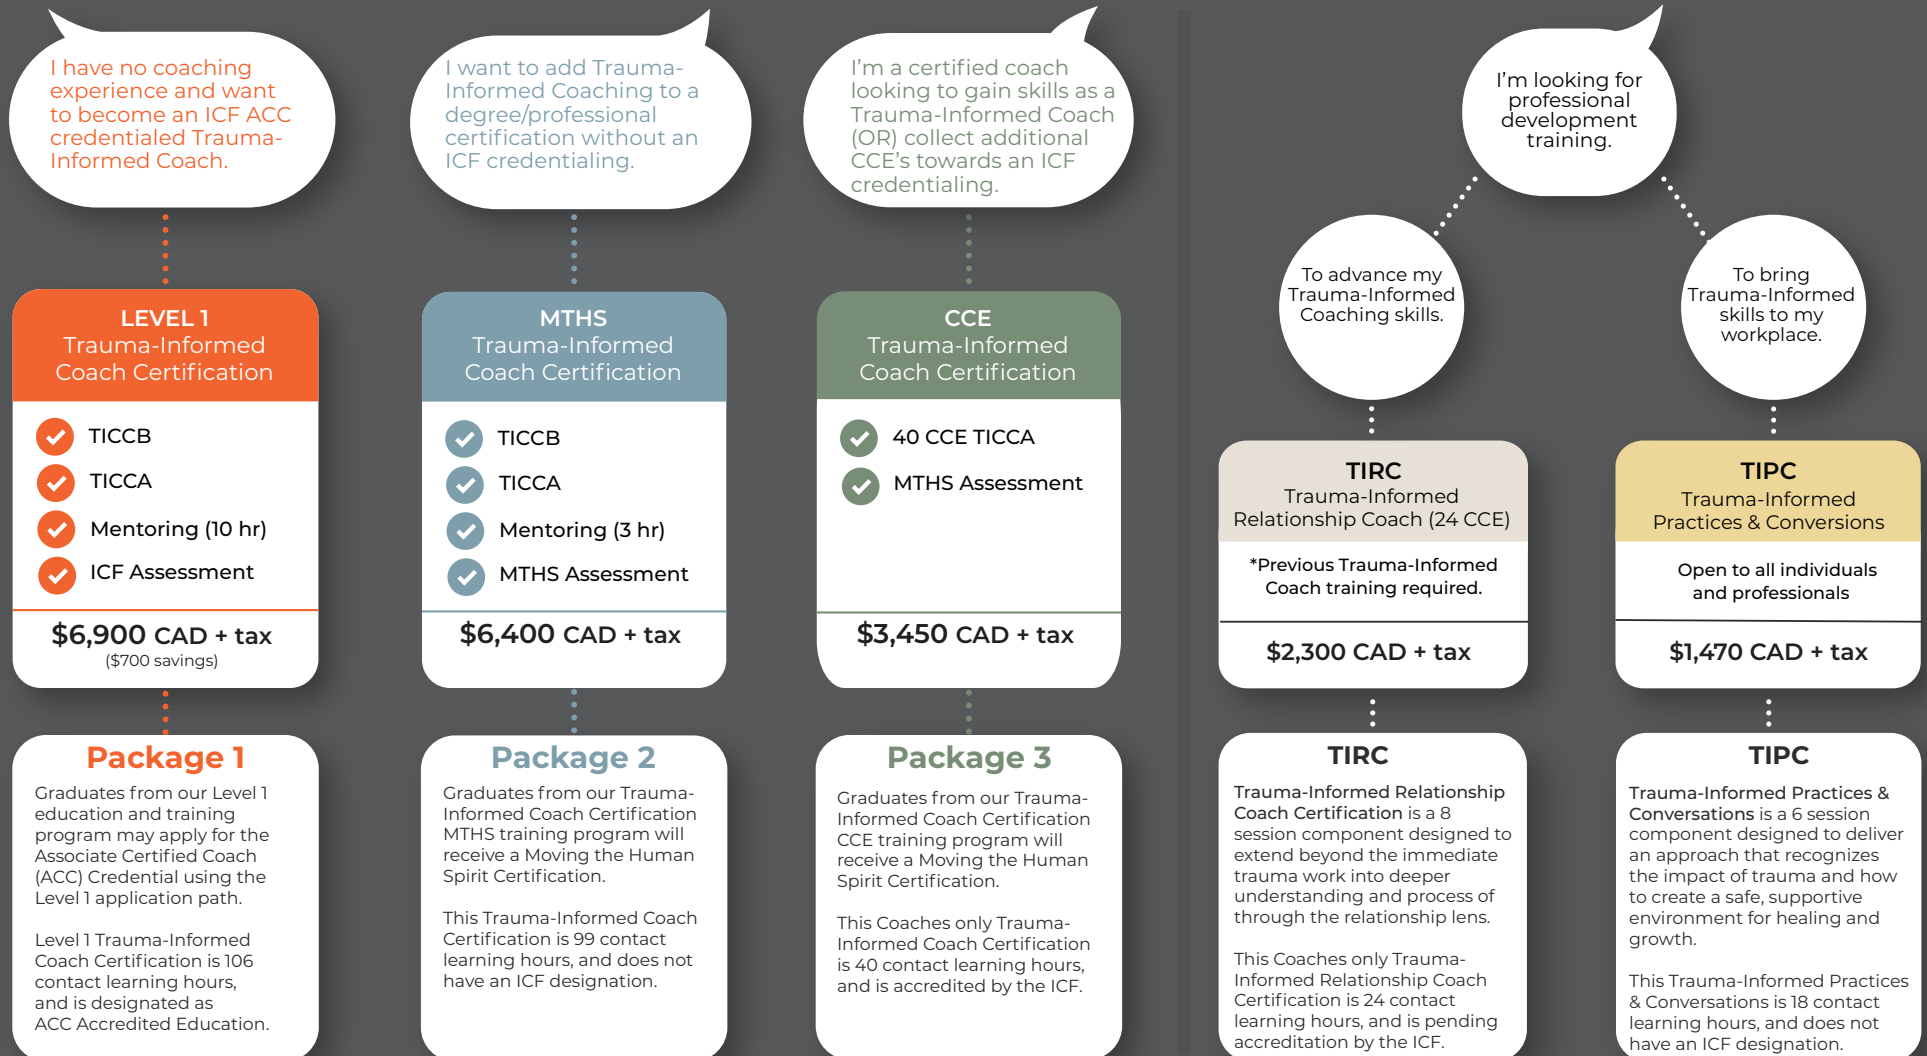 I have no coaching
experience and want
to become an ICF ACC
credentialed Trauma-
Informed Coach.
LEVEL 1
Trauma-Informed
Coach Certification
TICCB
TICCA
Mentoring (10 hr)
ICF Assessment
$6,900 CAD + tax
($700 savings)
Package 1
Graduates from our Level 1
education and training
program may apply for the
Associate Certified Coach
(ACC) Credential using the
Level 1 application path.
Level 1 Trauma-Informed
Coach Certification is 106
contact learning hours,
and is designated as
ACC Accredited Education.
I want to add Trauma-
Informed Coaching to a
degree/professional
certification without an
ICF credentialing.
MTHS
Trauma-Informed
Coach Certification
TICCB
TICCA
Mentoring (3 hr)
MTHS Assessment
$6,400 CAD + tax
Package 2
Graduates from our Trauma-
Informed Coach Certification
MTHS training program will
receive a Moving the Human
Spirit Certification.
This Trauma-Informed Coach
Certification is 99 contact
learning hours, and does not
have an ICF designation.
I'm a certified coach
looking to gain skills as a
Trauma-Informed Coach
(OR) collect additional
CCE's towards an ICF
credentialing.
CCE
Trauma-Informed
Coach Certification
40 CCE TICCA
MTHS Assessment
$3,450 CAD + tax
Package 3
Graduates from our Trauma-
Informed Coach Certification
CCE training program will
receive a Moving the Human
Spirit Certification.
This Coaches only Trauma-
Informed Coach Certification
is 40 contact learning hours,
and is accredited by the ICF.
I'm looking for
professional
development
training.
To advance my
Trauma-Informed
Coaching skills.
TIRC
Trauma-Informed
Relationship Coach (24 CCE)
*Previous Trauma-Informed
Coach training required.
$2,300 CAD + tax
TIRC
Trauma-Informed Relationship
Coach Certification is a 8
session component designed to
extend beyond the immediate
trauma work into deeper
understanding and process of
through the relationship lens.
This Coaches only Trauma-
Informed Relationship Coach
Certification is 24 contact
learning hours, and is pending
accreditation by the ICF.
To bring
Trauma-Informed
skills to my
workplace.
TIPC
Trauma-Informed
Practices & Conversions
Open to all individuals
and professionals
$1,470 CAD + tax
TIPC
Trauma-Informed Practices &
Conversations is a 6 session
component designed to deliver
an approach that recognizes
the impact of trauma and how
to create a safe, supportive
environment for healing and
growth.
This Trauma-Informed Practices
& Conversations is 18 contact
learning hours, and does not
have an ICF designation.